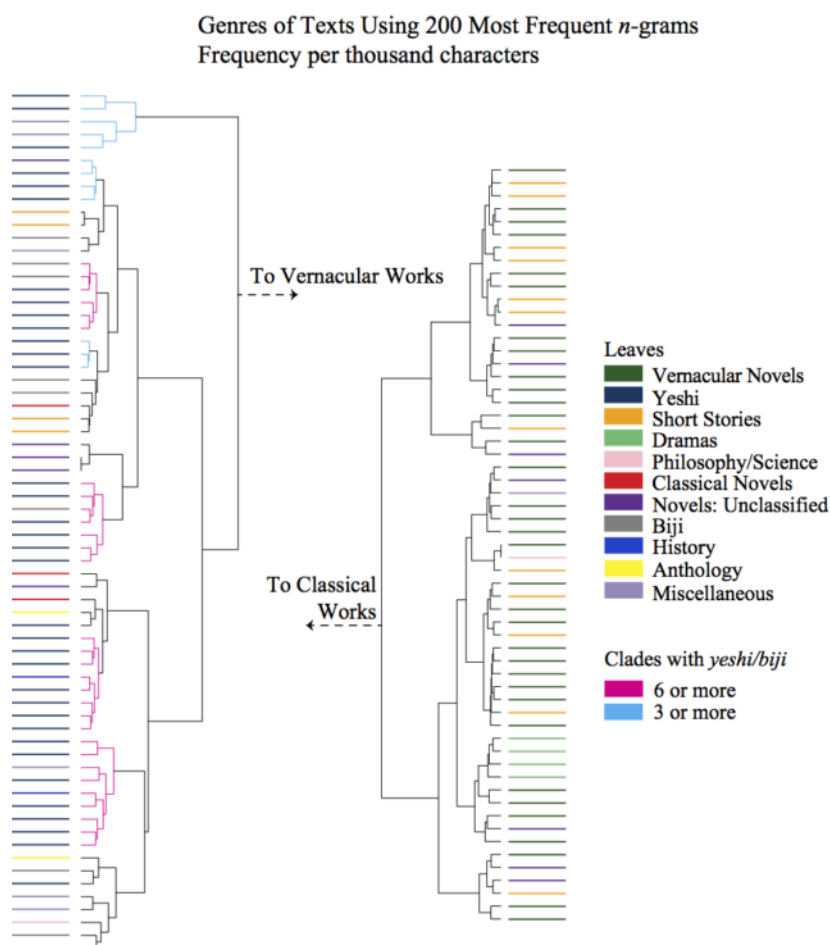 Genres of Texts Using 200 Most Frequent n-grams
Frequency per thousand characters
To Vernacular Works
To Classical
Works
Leaves
Vernacular Novels
Yeshi
Short Stories
Dramas
Philosophy/Science
Classical Novels
Novels: Unclassified
Biji
History
Anthology
Miscellaneous
Clades with yeshi/biji
6 or more
3 or more